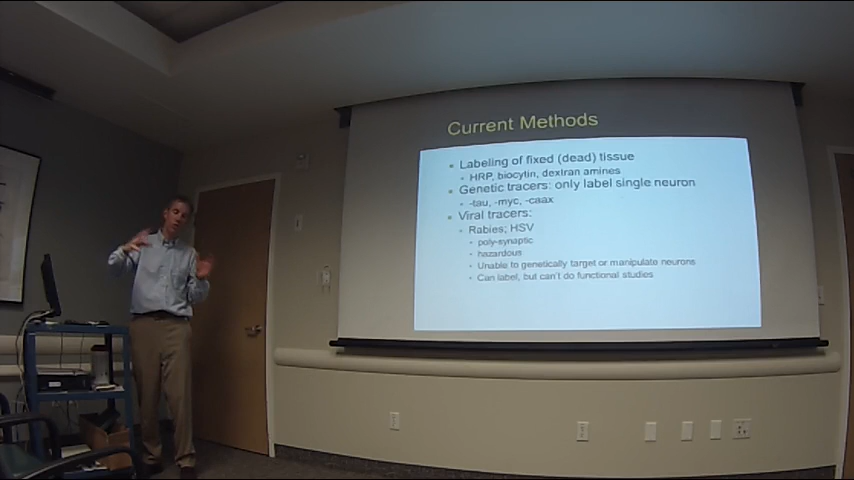 Current Methods
Labeling of fixed (dead) tissue
HRP, biocytin, dextran amines
Genetic tracers: only label single neuron
-tau, -myc, -caax
Viral tracers:
Rabies; HSV
poly-synaptic
hazardous
Unable to genetically target or manipulate neurons
Can label, but can't do functional studies